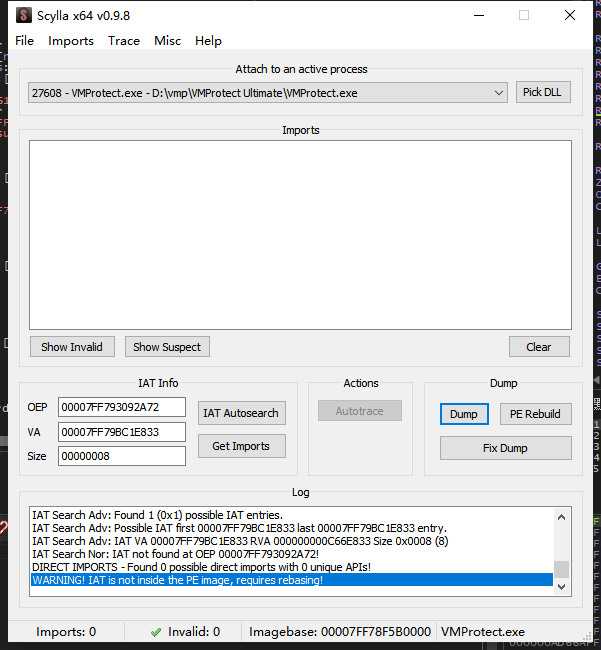 Scylla x64 v0.9.8
File Imports Trace Misc Help
Attach to an active process
27608 - VMProtect.exe - D:\vmp\VMProtect Ultimate\VMProtect.exe
Pick DLL
Imports
Show Invalid
Show Suspect
Clear
IAT Info
OEP
00007FF793092A72
IAT Autosearch
VA
00007FF79BC1E833
Size
00000008
Get Imports
Actions
Autotrace
Dump
Dump
PE Rebuild
Fix Dump
Log
IAT Search Adv: Found 1 (0x1) possible IAT entries.
IAT Search Adv: Possible IAT first 00007FF79BC1E833 last 00007FF79BC1E833 entry.
IAT Search Adv: IAT VA 00007FF79BC1E833 RVA 000000000C66E833 Size 0x0008 (8)
IAT Search Nor: IAT not found at OEP 00007FF793092A72!
DIRECT IMPORTS - Found 0 possible direct imports with 0 unique APIs!
WARNING! IAT is not inside the PE image, requires rebasing!
Imports: 0
Invalid: 0
Imagebase: 00007FF78F5B0000
VMProtect.exe